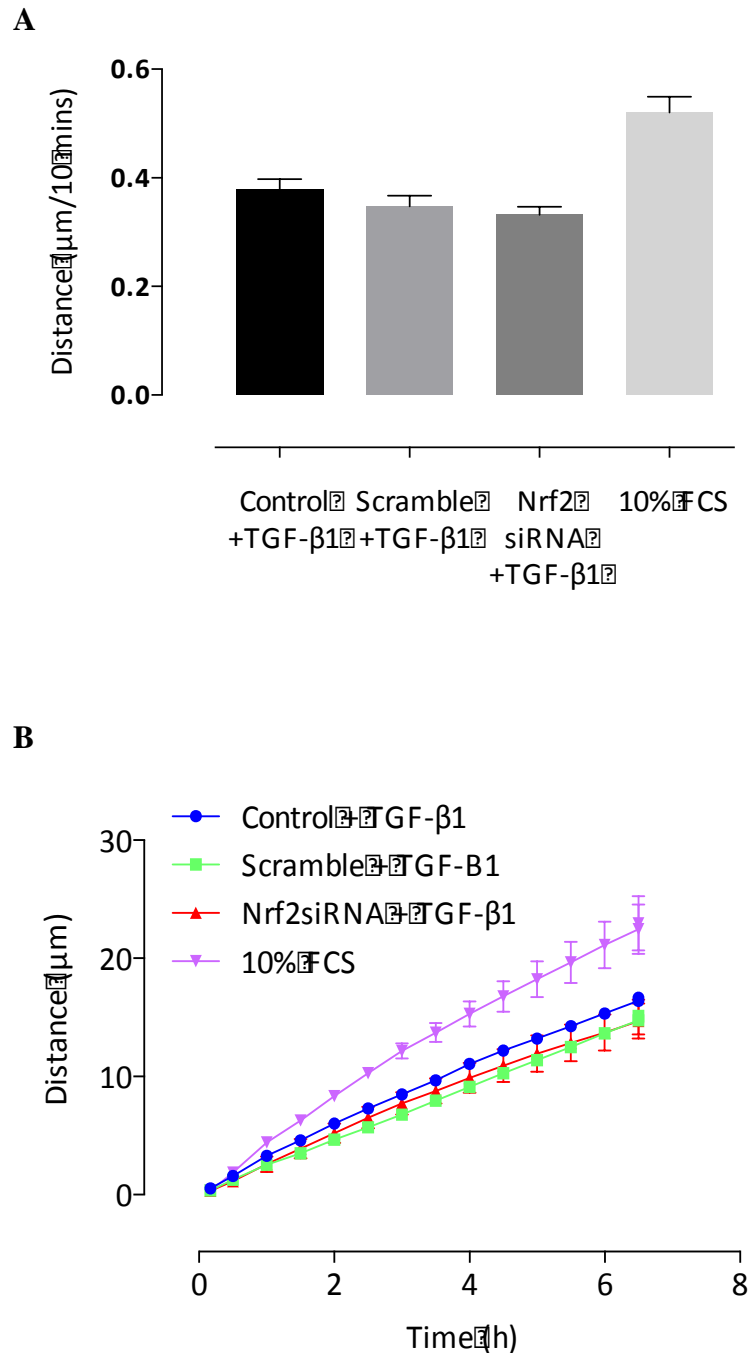 A
0.6
0.4
0.2
0.0
Distance (μm/10 mins)
Control Scramble Nrf2 10% FCS
+TGF-β1 +TGF-β1 siRNA
+TGF-β1
B
Control + TGF-β1
Scramble + TGF-B1
Nrf2siRNA + TGF-β1
10% FCS
30
20
10
0
Distance (μm)
0 2 4 6 8
Time (h)